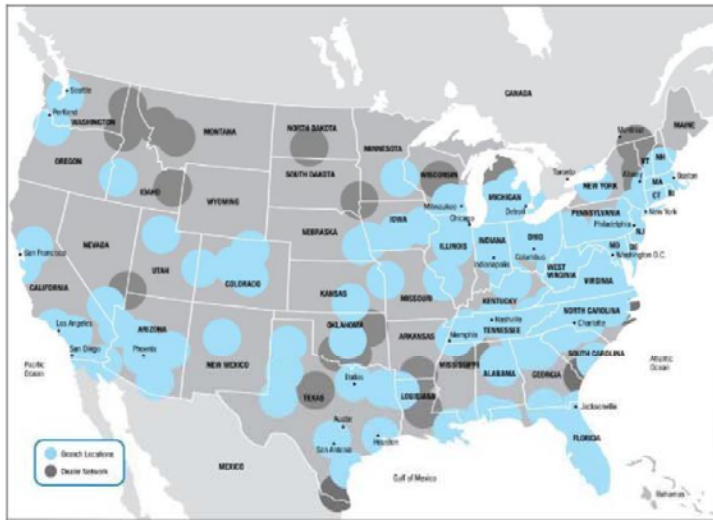 CANADA
Seattle
Portland
WASHINGTON
MONTANA
NORTH DAKOTA
MINNESOTA
MAINE
Montreal
OREGON
IDAHO
SOUTH DAKOTA
WISCONSIN
Toronto
VT
NH
Albany
MA
Boston
WYOMING
MICHIGAN
NEW YORK
CT
RI
Milwaukee
Detroit
New York
IOWA
Chicago
PENNSYLVANIA
NEBRASKA
Philadelphia
NJ
NEVADA
UTAH
ILLINOIS
INDIANA
OHIO
MD
DE
San Francisco
COLORADO
Indianapolis
Columbus
Washington D.C.
WEST VIRGINIA
CALIFORNIA
KANSAS
MISSOURI
VIRGINIA
KENTUCKY
Los Angeles
ARIZONA
OKLAHOMA
Nashville
NORTH CAROLINA
Memphis
TENNESSEE
Charlotte
San Diego
Phoenix
NEW MEXICO
ARKANSAS
SOUTH CAROLINA
Pacific Ocean
MISSISSIPPI
ALABAMA
GEORGIA
Atlantic Ocean
Dallas
TEXAS
LOUISIANA
Jacksonville
Austin
San Antonio
Houston
FLORIDA
Branch Locations
Dealer Network
MEXICO
Gulf of Mexico
Bahamas